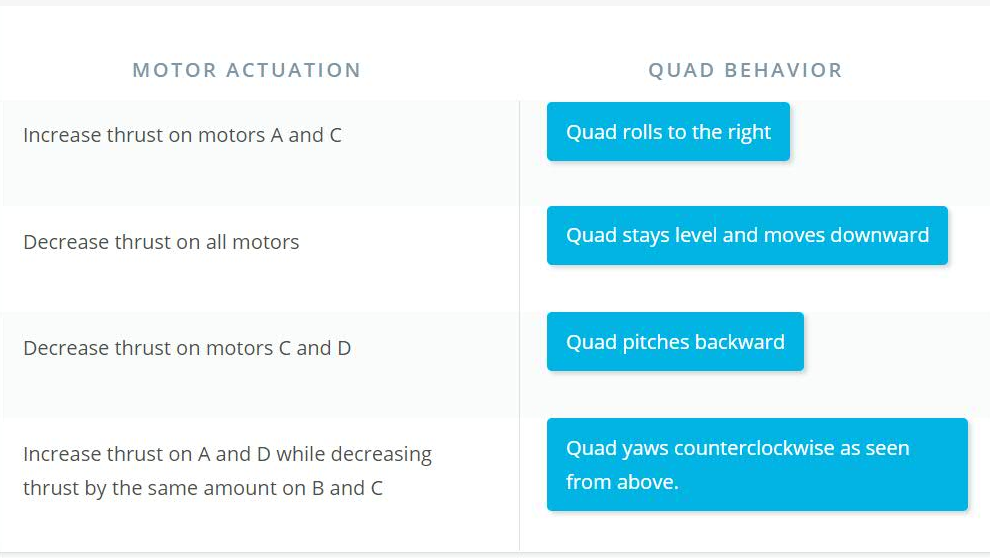 MOTOR ACTUATION
QUAD BEHAVIOR
Increase thrust on motors A and C
Quad rolls to the right
Decrease thrust on all motors
Quad stays level and moves downward
Decrease thrust on motors C and D
Quad pitches backward
Increase thrust on A and D while decreasing
thrust by the same amount on B and C
Quad yaws counterclockwise as seen
from above.